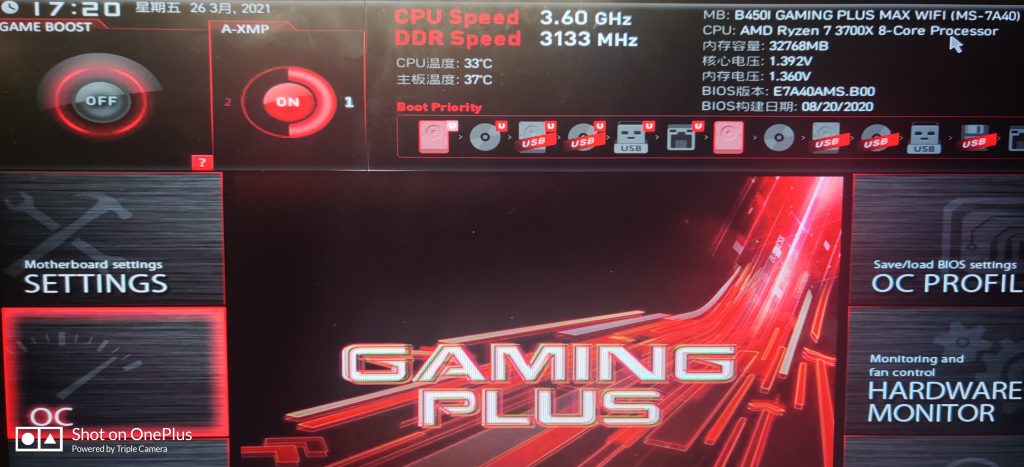 17:20 星期五 26 3月, 2021
GAME BOOST
OFF
A-XMP
2 ON 1
?
CPU Speed 3.60 GHz
DDR Speed 3133 MHz
CPU温度: 33°C
主板温度: 37°C
MB: B450I GAMING PLUS MAX WIFI (MS-7A40)
CPU: AMD Ryzen 7 3700X 8-Core Processor
内存容量: 32768MB
核心电压: 1.392V
内存电压: 1.360V
BIOS版本: E7A40AMS.B00
BIOS构建日期: 08/20/2020
Boot Priority
U U U U U U
USB USB USB USB USB USB USB
Motherboard settings
SETTINGS
OC
GAMING
PLUS
Save/load BIOS settings
OC PROFIL
Monitoring and
fan control
HARDWARE
MONITOR
Shot on OnePlus
Powered by Triple Camera